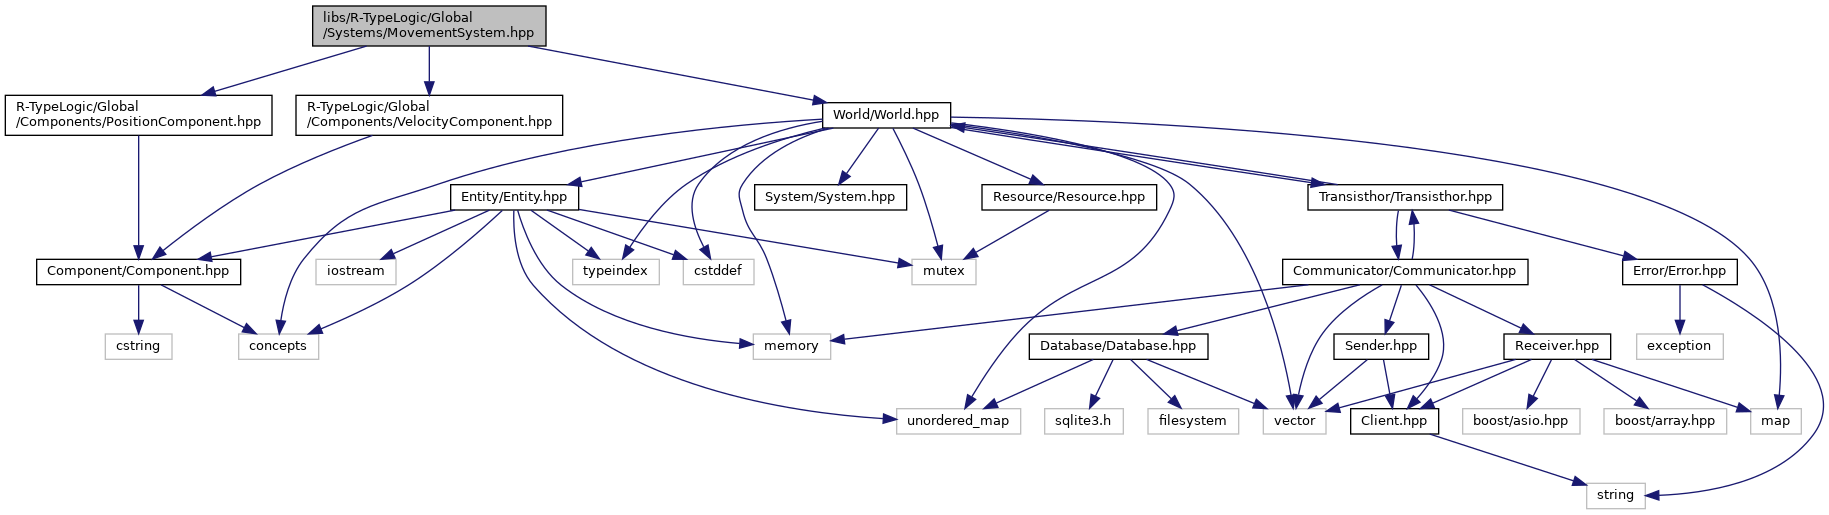 libs/R-TypeLogic/Global
/Systems/MovementSystem.hpp
R-TypeLogic/Global
/Components/PositionComponent.hpp
R-TypeLogic/Global
/Components/VelocityComponent.hpp
World/World.hpp
Entity/Entity.hpp
System/System.hpp
Resource/Resource.hpp
Transisthor/Transisthor.hpp
Component/Component.hpp
iostream
typeindex
cstddef
mutex
Communicator/Communicator.hpp
Error/Error.hpp
cstring
concepts
memory
Database/Database.hpp
Sender.hpp
Receiver.hpp
exception
unordered_map
sqlite3.h
filesystem
vector
Client.hpp
boost/asio.hpp
boost/array.hpp
map
string